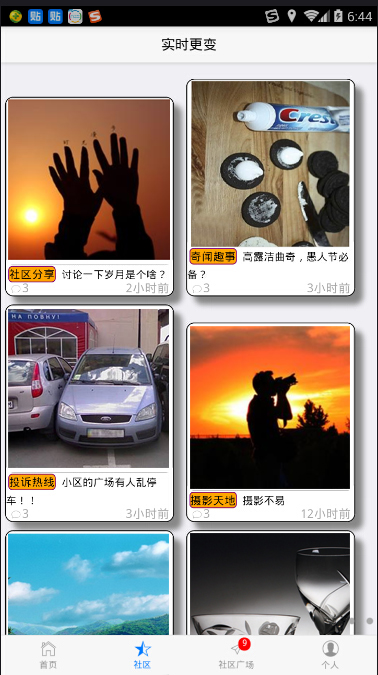 贴 贴 6:44
实时更变
社区分享 讨论一下岁月是个啥？
3 2小时前
Crest
奇闻趣事 高露洁曲奇，愚人节必
备？
3 3小时前
НА ПОВНУ!
投诉热线 小区的广场有人乱停
车！！
3 3小时前
摄影天地 摄影不易
3 12小时前
首页 社区 9 社区广场 个人